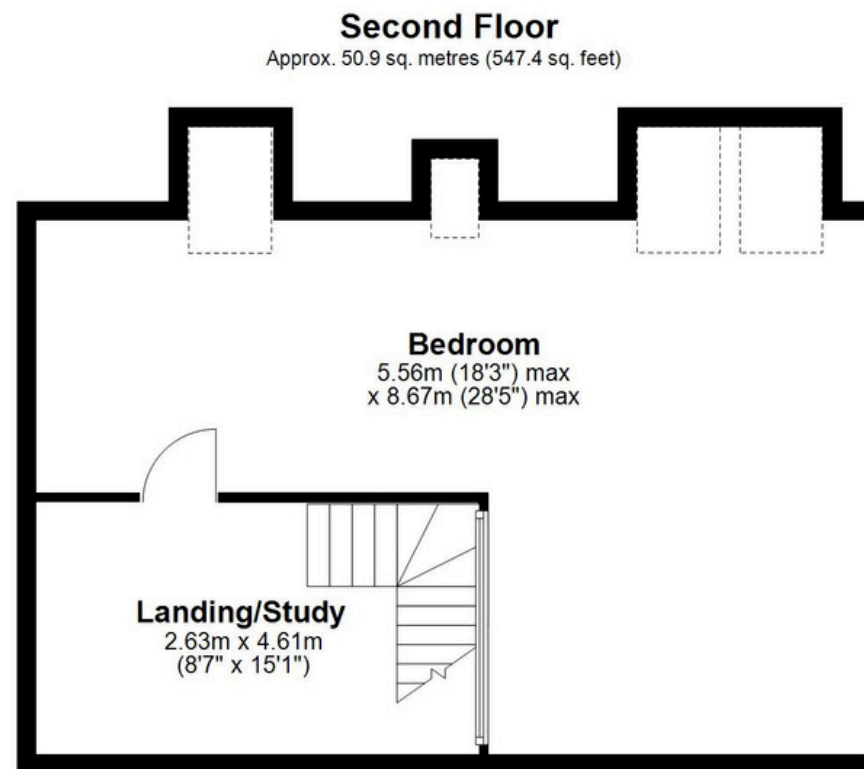 Second Floor
Approx. 50.9 sq. metres (547.4 sq. feet)
Bedroom
5.56m (18'3") max
x 8.67m (28'5") max
Landing/Study
2.63m x 4.61m
(8'7" x 15'1")